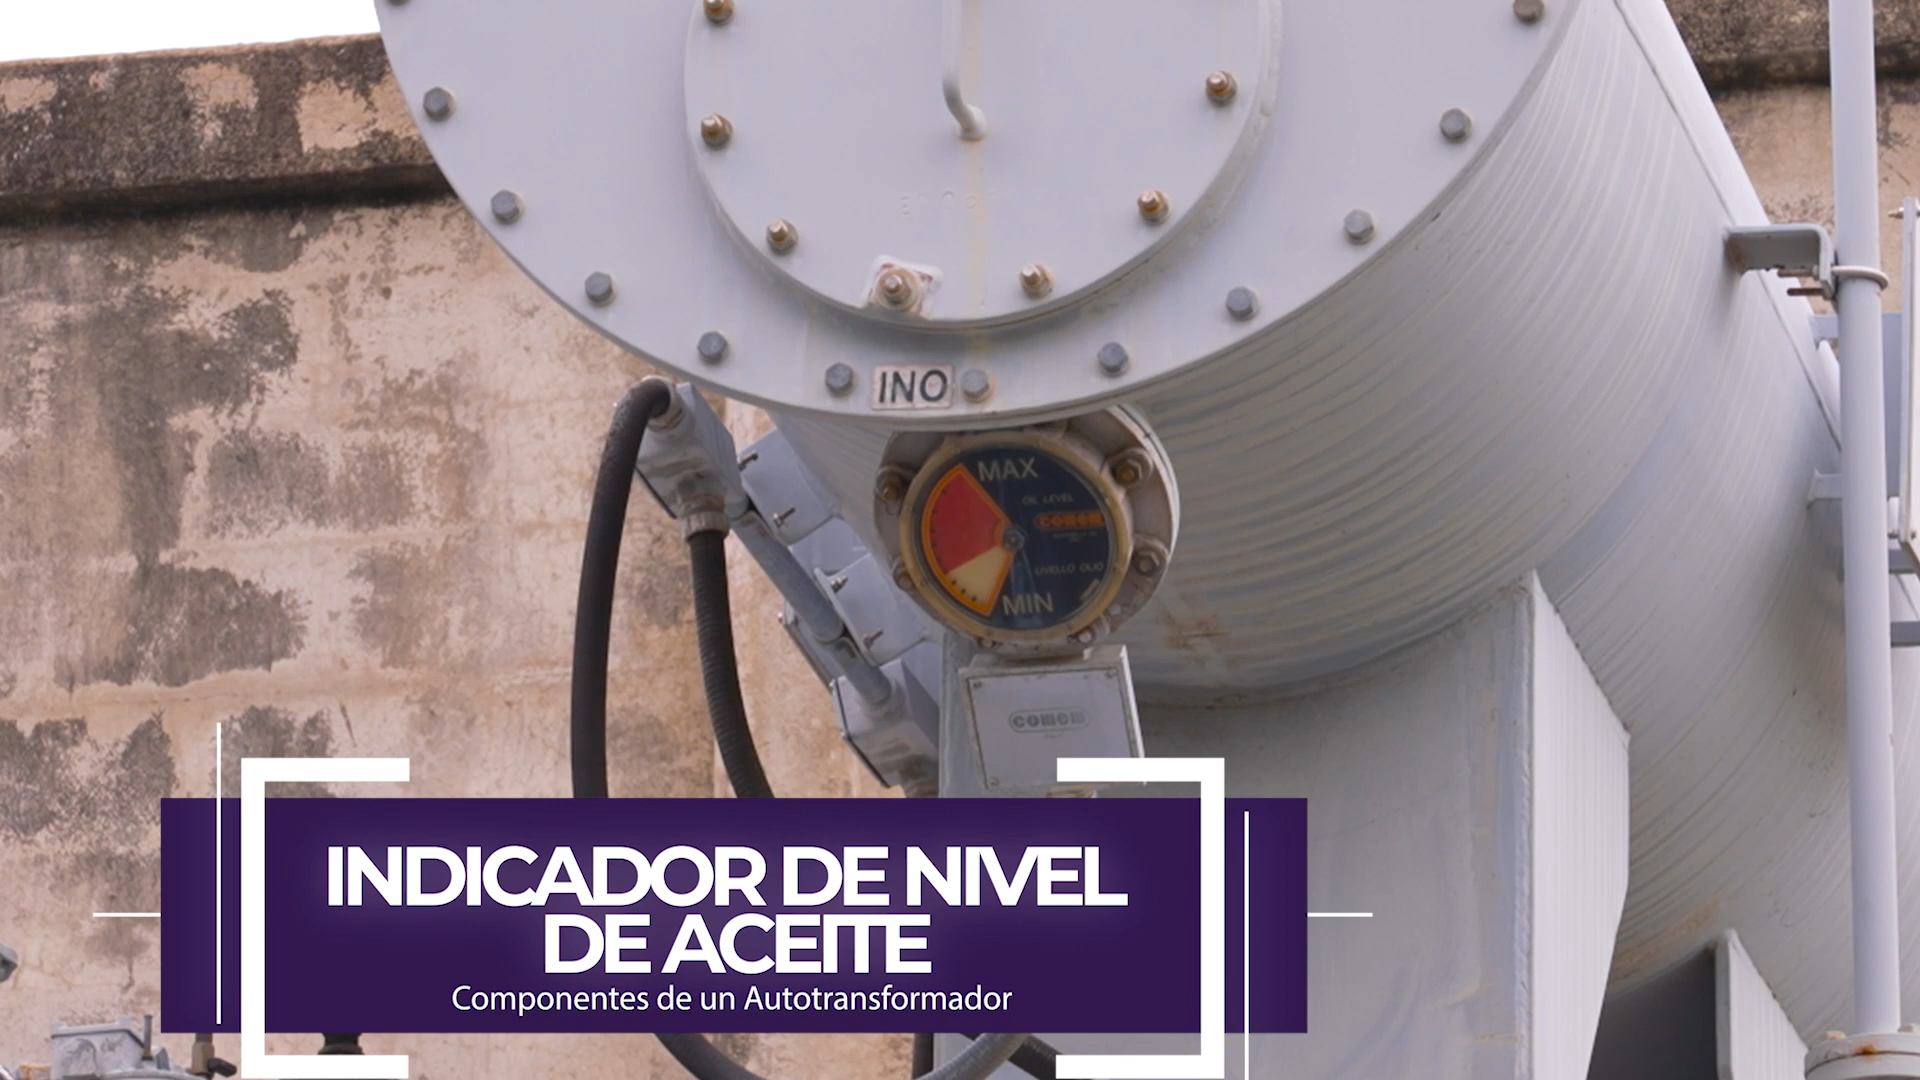 INO
MAX
OIL LEVEL
comem
LIVELLO OLIO
MIN
comem
INDICADOR DE NIVEL
DE ACEITE
Componentes de un Autotransformador